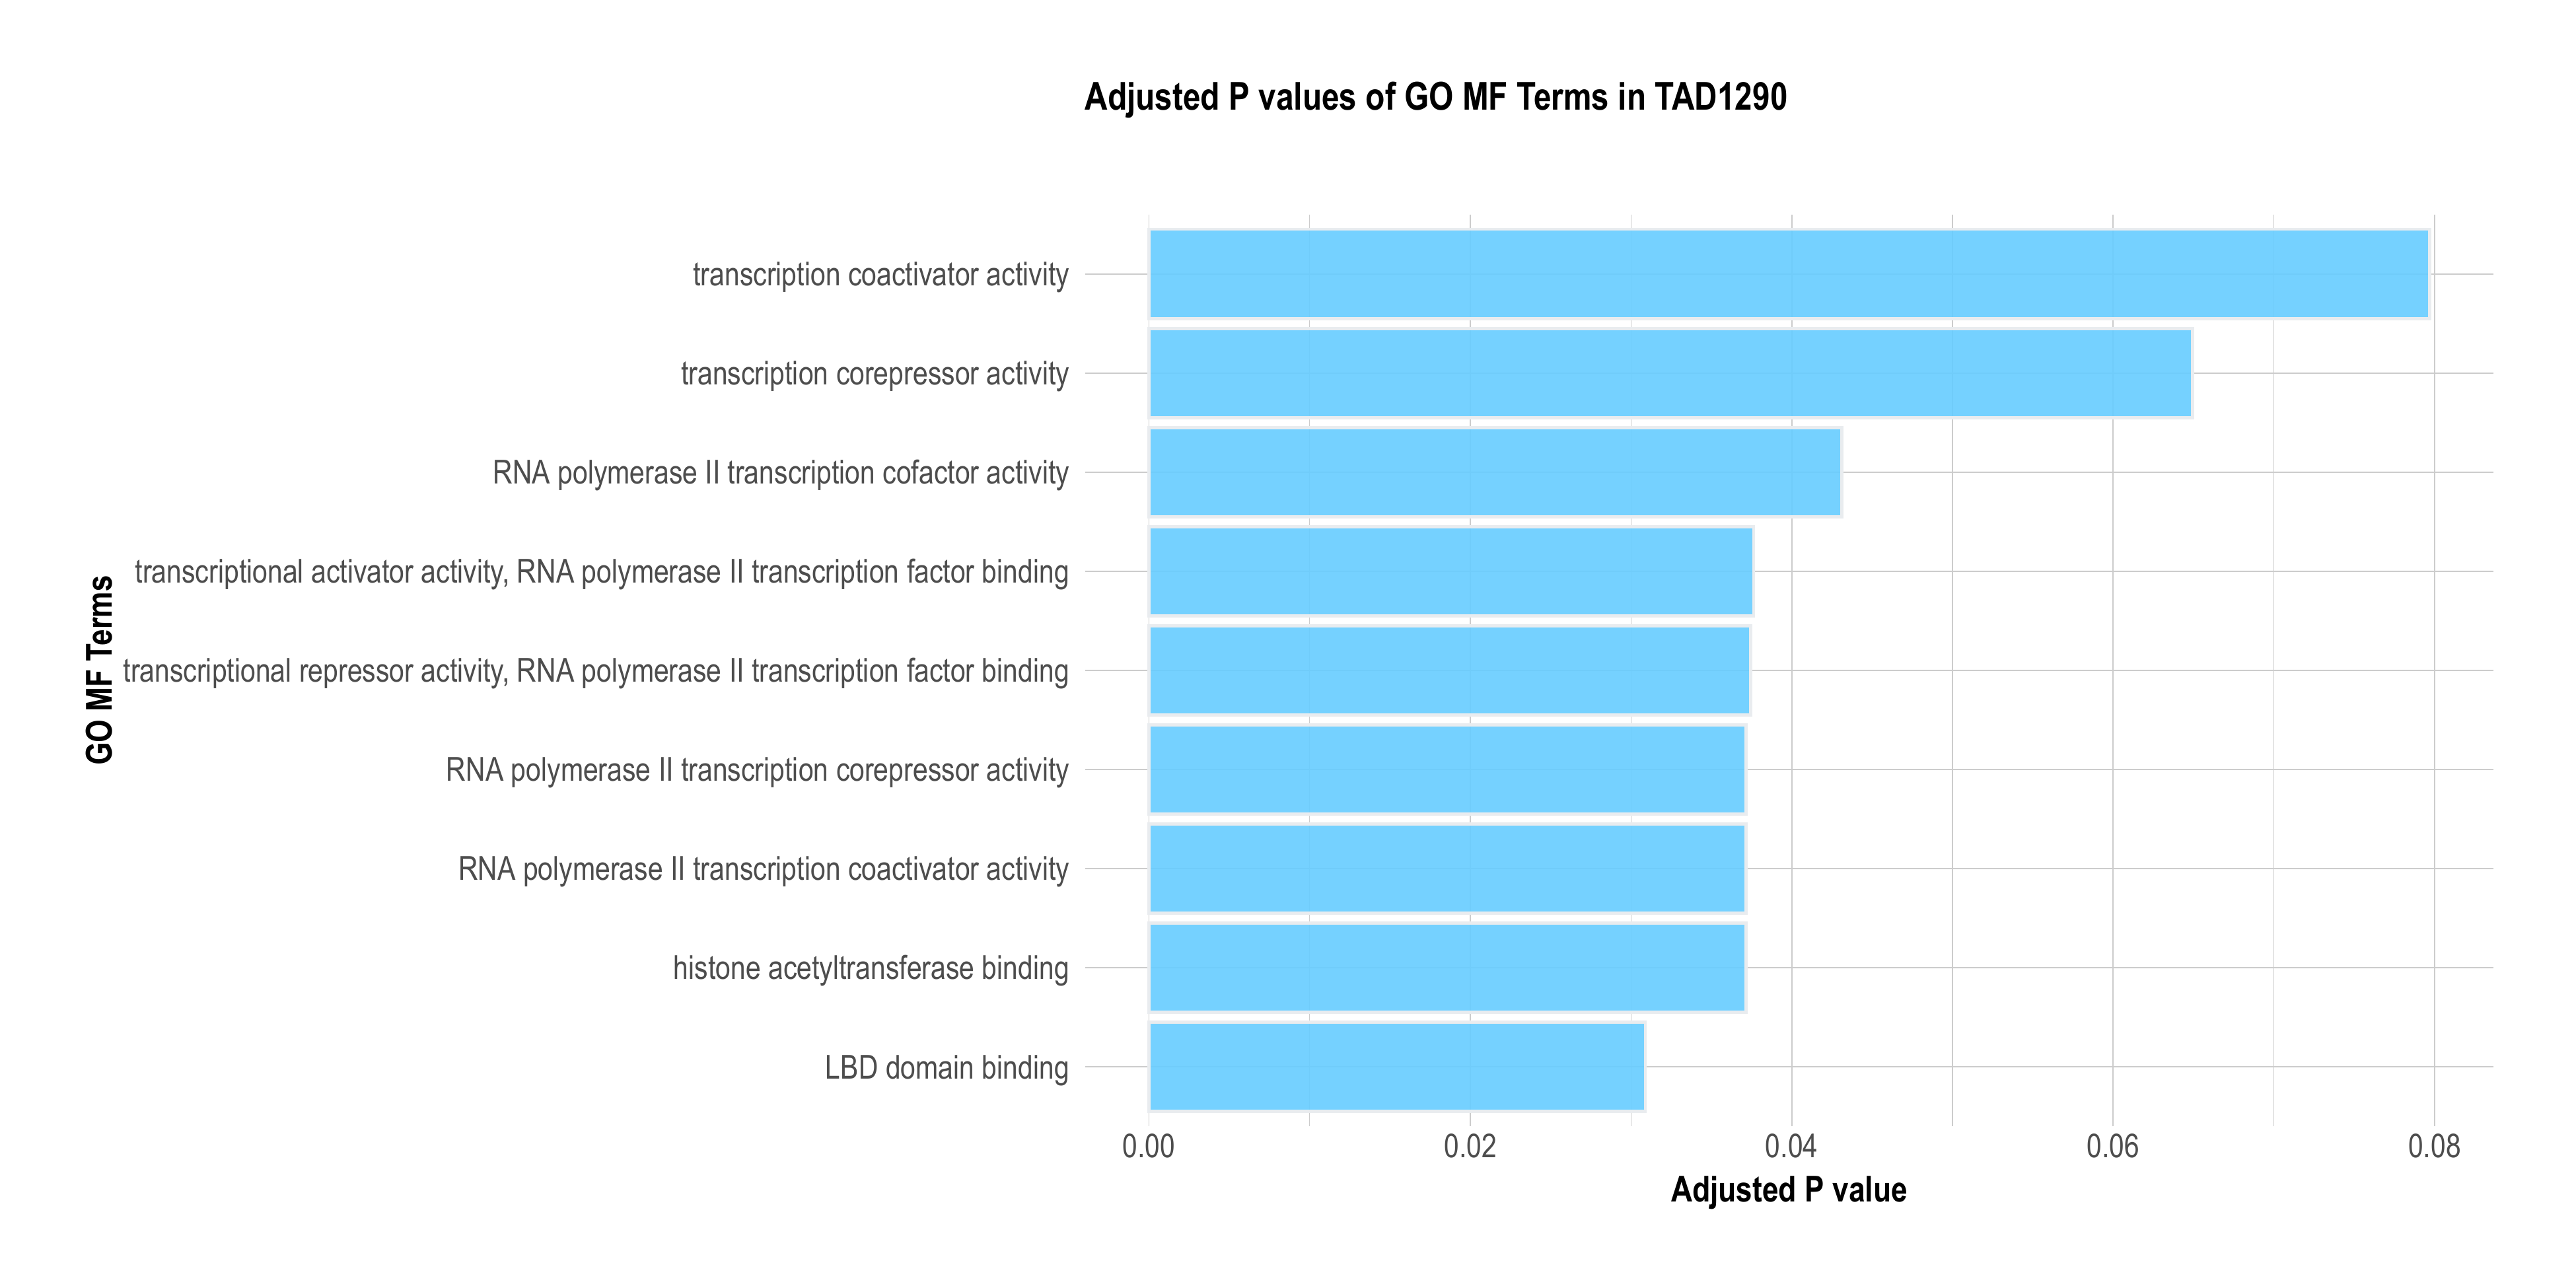 Adjusted P values of GO MF Terms in TAD1290
GO MF Terms
transcription coactivator activity
transcription corepressor activity
RNA polymerase II transcription cofactor activity
transcriptional activator activity, RNA polymerase II transcription factor binding
transcriptional repressor activity, RNA polymerase II transcription factor binding
RNA polymerase II transcription corepressor activity
RNA polymerase II transcription coactivator activity
histone acetyltransferase binding
LBD domain binding
0.00 0.02 0.04 0.06 0.08
Adjusted P value